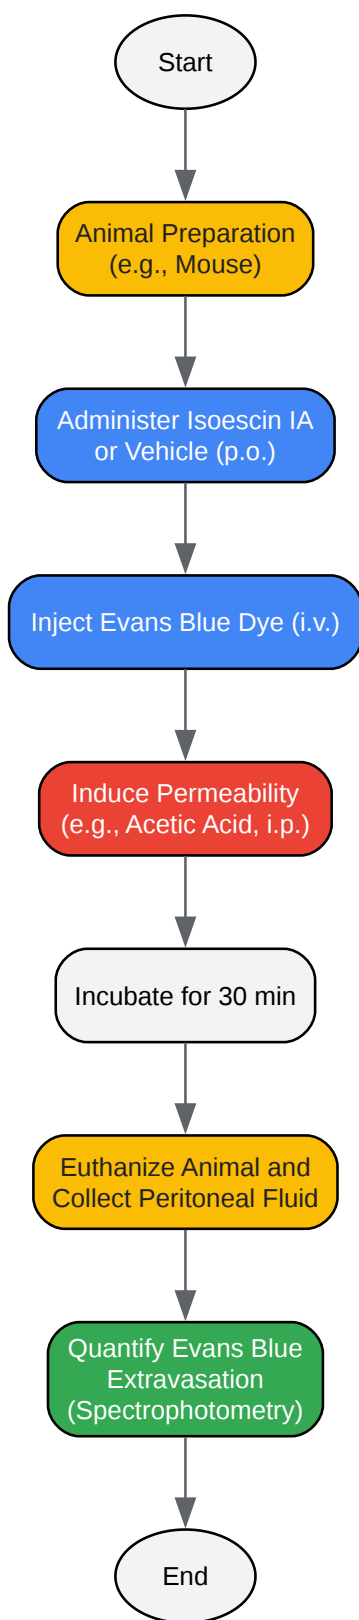 Start
Animal Preparation
(e.g., Mouse)
Administer Isoescin IA
or Vehicle (p.o.)
Inject Evans Blue Dye (i.v.)
Induce Permeability
(e.g., Acetic Acid, i.p.)
Incubate for 30 min
Euthanize Animal and
Collect Peritoneal Fluid
Quantify Evans Blue
Extravasation
(Spectrophotometry)
End